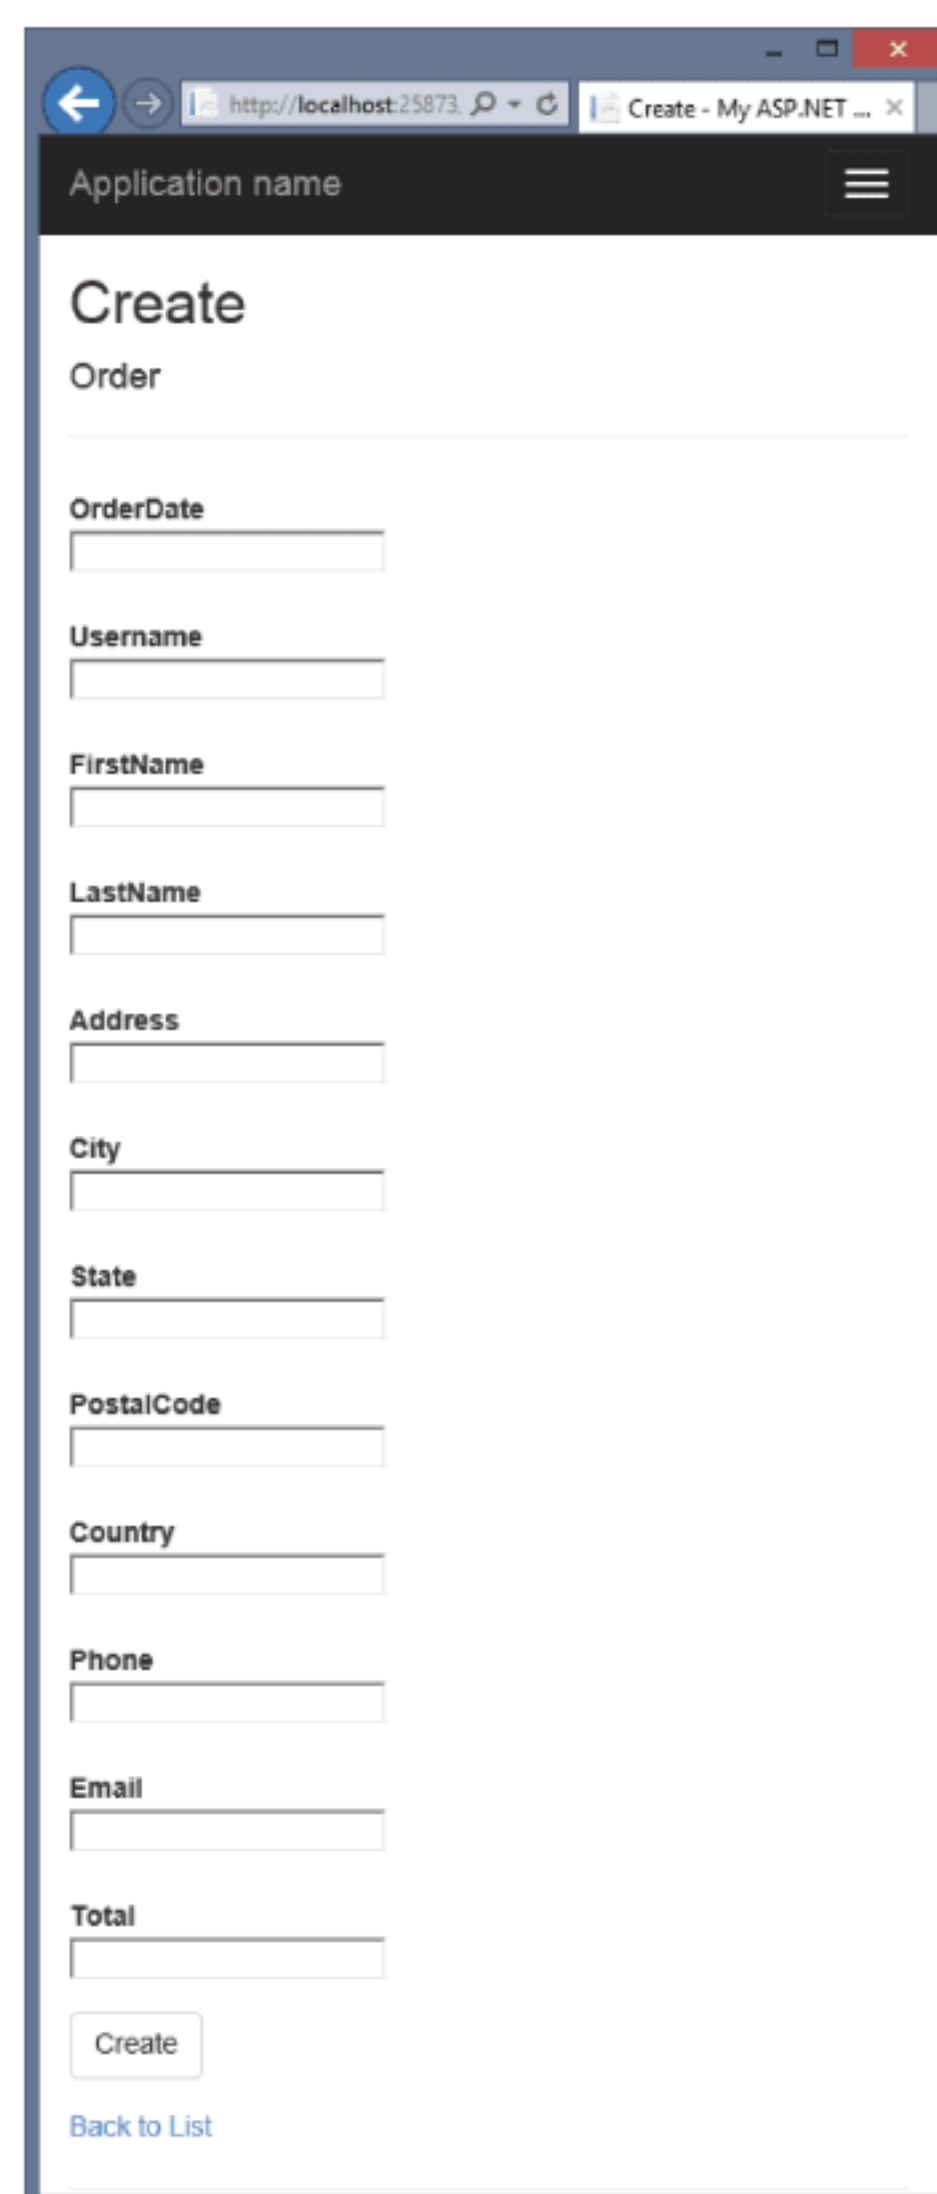 http://localhost:25873
Create - My ASP.NET ...
Application name
Create
Order
OrderDate
Username
FirstName
LastName
Address
City
State
PostalCode
Country
Phone
Email
Total
Create
Back to List